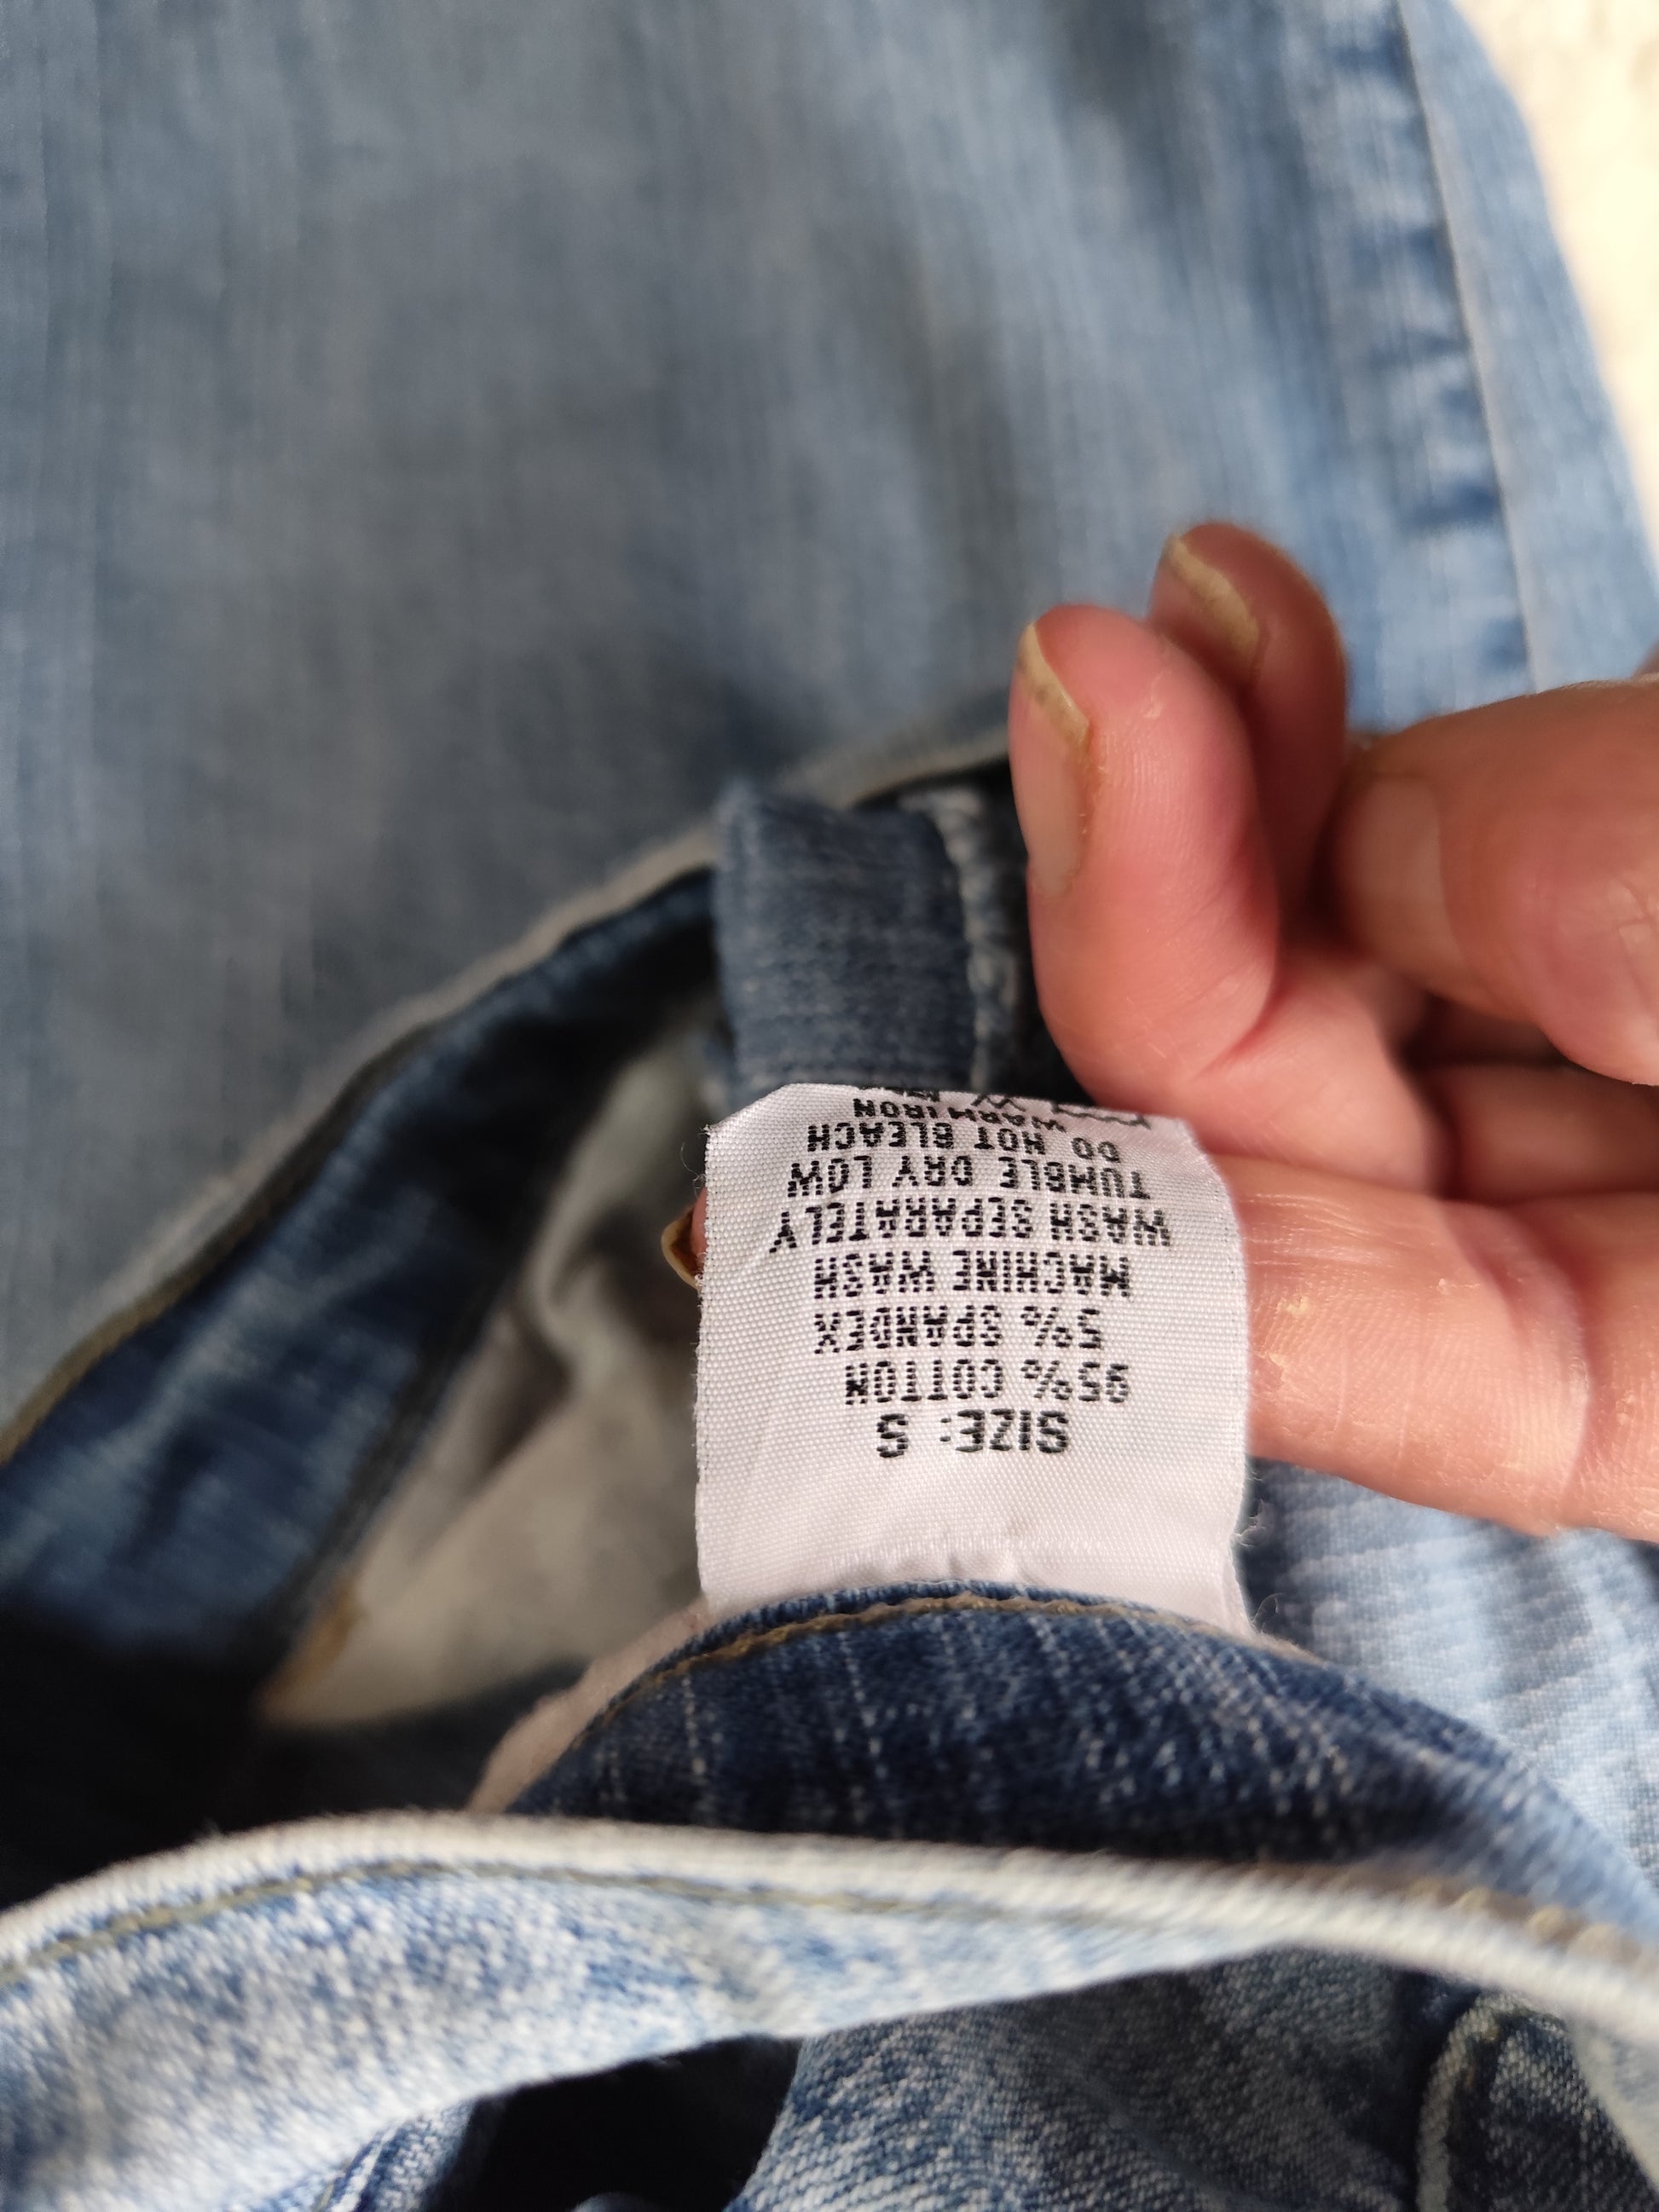 SIZE: S
95% COTTON
5% SPANDEX
MACHINE WASH
WASH SEPARATELY
TUMBLE DRY LOW
DO NOT BLEACH
WARM IRON